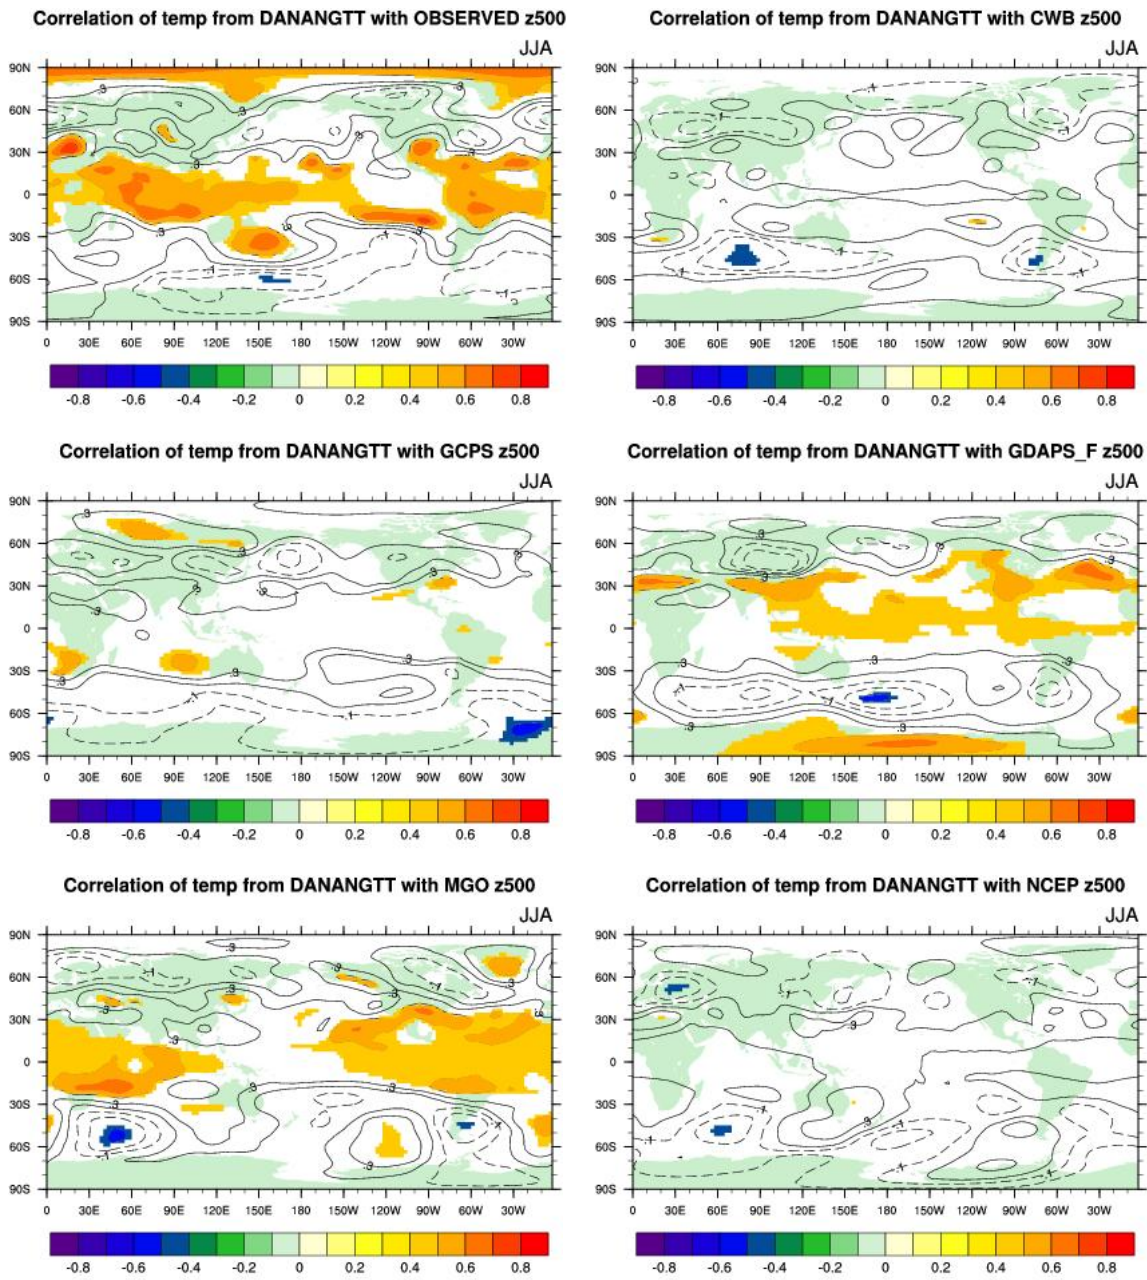 Correlation of temp from DANANGTT with OBSERVED z500
JJA
90N
60N
30N
0
30S
60S
90S
0 30E 60E 90E 120E 150E 180 150W 120W 90W 60W 30W
-0.8 -0.6 -0.4 -0.2 0 0.2 0.4 0.6 0.8
Correlation of temp from DANANGTT with CWB z500
JJA
90N
60N
30N
0
30S
60S
90S
0 30E 60E 90E 120E 150E 180 150W 120W 90W 60W 30W
-0.8 -0.6 -0.4 -0.2 0 0.2 0.4 0.6 0.8
Correlation of temp from DANANGTT with GCPS z500
JJA
90N
60N
30N
0
30S
60S
90S
0 30E 60E 90E 120E 150E 180 150W 120W 90W 60W 30W
-0.8 -0.6 -0.4 -0.2 0 0.2 0.4 0.6 0.8
Correlation of temp from DANANGTT with GDAPS_F z500
JJA
90N
60N
30N
0
30S
60S
90S
0 30E 60E 90E 120E 150E 180 150W 120W 90W 60W 30W
-0.8 -0.6 -0.4 -0.2 0 0.2 0.4 0.6 0.8
Correlation of temp from DANANGTT with MGO z500
JJA
90N
60N
30N
0
30S
60S
90S
0 30E 60E 90E 120E 150E 180 150W 120W 90W 60W 30W
-0.8 -0.6 -0.4 -0.2 0 0.2 0.4 0.6 0.8
Correlation of temp from DANANGTT with NCEP z500
JJA
90N
60N
30N
0
30S
60S
90S
0 30E 60E 90E 120E 150E 180 150W 120W 90W 60W 30W
-0.8 -0.6 -0.4 -0.2 0 0.2 0.4 0.6 0.8